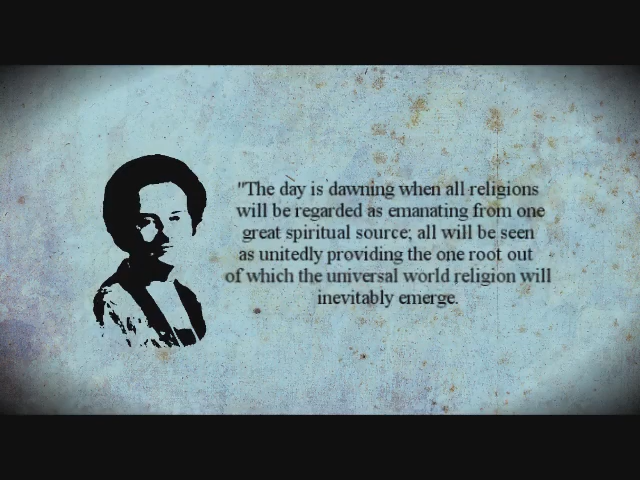 "The day is dawning when all religions
will be regarded as emanating from one
great spiritual source; all will be seen
as unitedly providing the one root out
of which the universal world religion will
inevitably emerge.